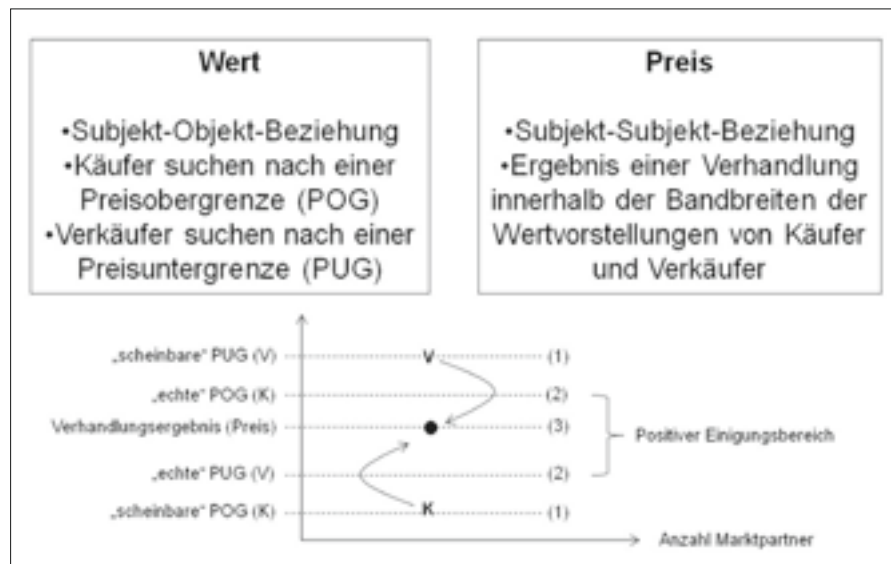 Wert
•Subjekt-Objekt-Beziehung
•Käufer suchen nach einer
Preisobergrenze (POG)
•Verkäufer suchen nach einer
Preisuntergrenze (PUG)
Preis
•Subjekt-Subjekt-Beziehung
•Ergebnis einer Verhandlung
innerhalb der Bandbreiten der
Wertvorstellungen von Käufer
und Verkäufer
„scheinbare“ PUG (V) V (1)
„echte“ POG (K) (2)
Verhandlungsergebnis (Preis) (3)
Positiver Einigungsbereich
„echte“ PUG (V) (2)
„scheinbare“ POG (K) K (1)
Anzahl Marktpartner